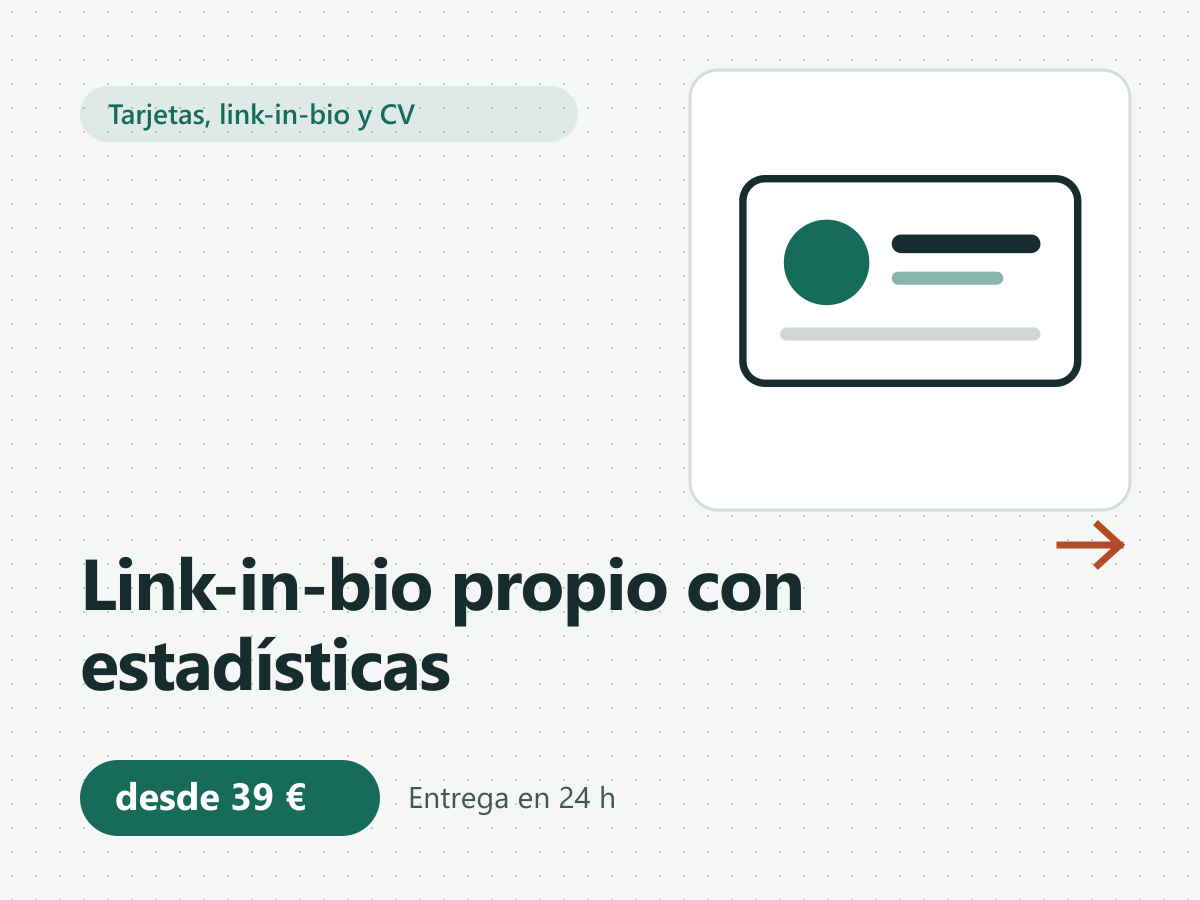 Tarjetas, link-in-bio y CV
Link-in-bio propio con
estadísticas
desde 39 €
Entrega en 24 h